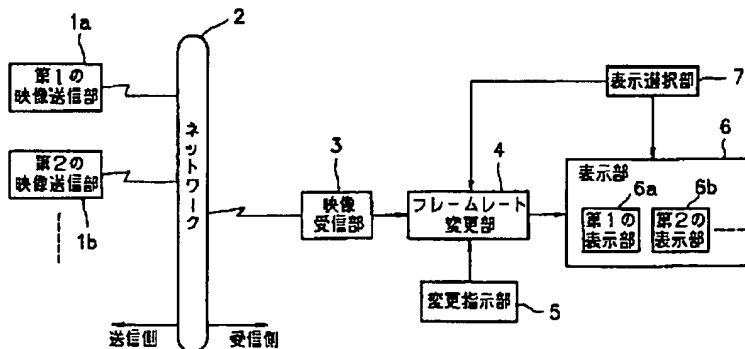 1a
第1の
映像送信部
第2の
映像送信部
1b
2
ネットワーク
送信側
受信側
3
映像
受信部
4
フレームレート
変更部
変更指示部
5
表示選択部
7
6
表示部
6a
第1の
表示部
6b
第2の
表示部